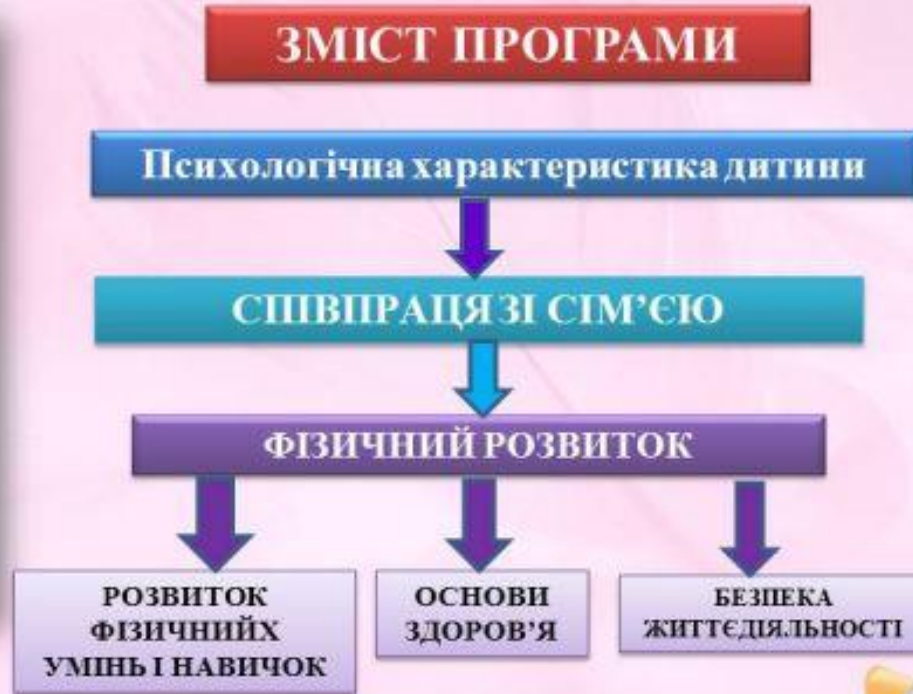 ЗМІСТ ПРОГРАМИ
Психологічна характеристика дитини
СПІВПРАЦЯ ЗІ СІМ’ЄЮ
ФІЗИЧНИЙ РОЗВИТОК
РОЗВИТОК
ФІЗИЧНИЙХ
УМІНЬ І НАВИЧОК
ОСНОВИ
ЗДОРОВ’Я
БЕЗПЕКА
ЖИТТЄДІЯЛЬНОСТІ